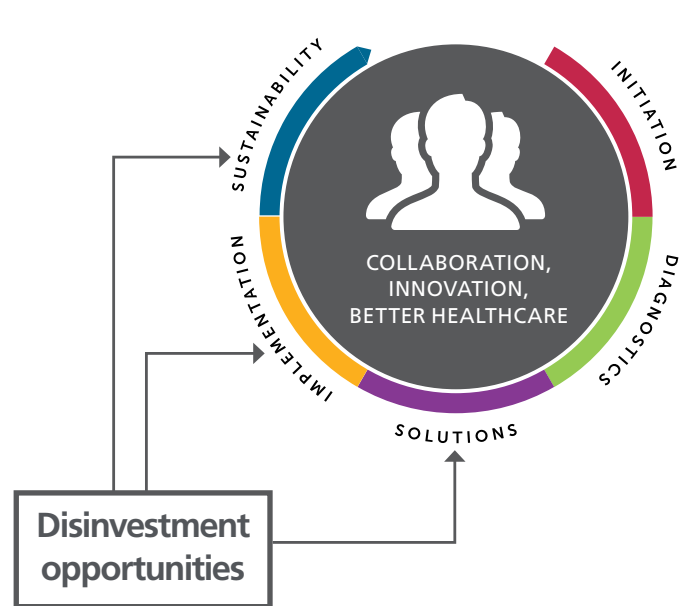 SUSTAINABILITY
INITIATION
COLLABORATION,
INNOVATION,
BETTER HEALTHCARE
IMPLEMENTATION
DIAGNOSTICS
SOLUTIONS
Disinvestment
opportunities